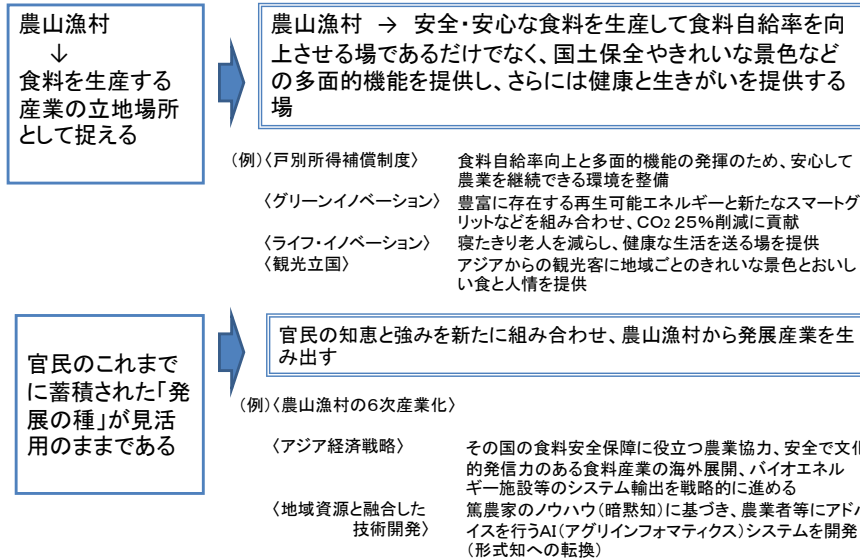 農山漁村
↓
食料を生産する
産業の立地場所
として捉える
農山漁村 → 安全・安心な食料を生産して食料自給率を向
上させる場であるだけでなく、国土保全やきれいな景色など
の多面的機能を提供し、さらには健康と生きがいを提供する
場
(例)〈戸別所得補償制度〉 食料自給率向上と多面的機能の発揮のため、安心して
農業を継続できる環境を整備
〈グリーンイノベーション〉 豊富に存在する再生可能エネルギーと新たなスマートグ
リットなどを組み合わせ、CO2 25%削減に貢献
〈ライフ・イノベーション〉 寝たきり老人を減らし、健康な生活を送る場を提供
〈観光立国〉 アジアからの観光客に地域ごとのきれいな景色とおいし
い食と人情を提供
官民のこれまで
に蓄積された「発
展の種」が見活
用のままである
官民の知恵と強みを新たに組み合わせ、農山漁村から発展産業を生
み出す
(例)〈農山漁村の6次産業化〉
〈アジア経済戦略〉 その国の食料安全保障に役立つ農業協力、安全で文化
的発信力のある食料産業の海外展開、バイオエネル
ギー施設等のシステム輸出を戦略的に進める
〈地域資源と融合した 篤農家のノウハウ(暗黙知)に基づき、農業者等にアドバ
技術開発〉 イスを行うAI(アグリインフォマティクス)システムを開発
(形式知への転換)